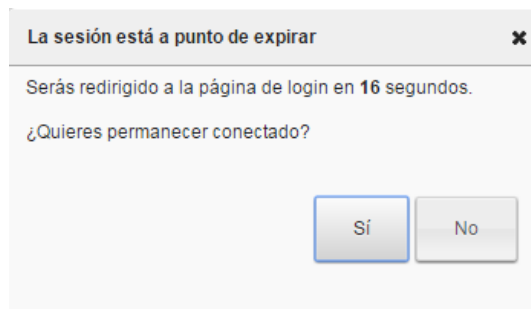 La sesión está a punto de expirar
Serás redirigido a la página de login en 16 segundos.
¿Quieres permanecer conectado?
Sí No